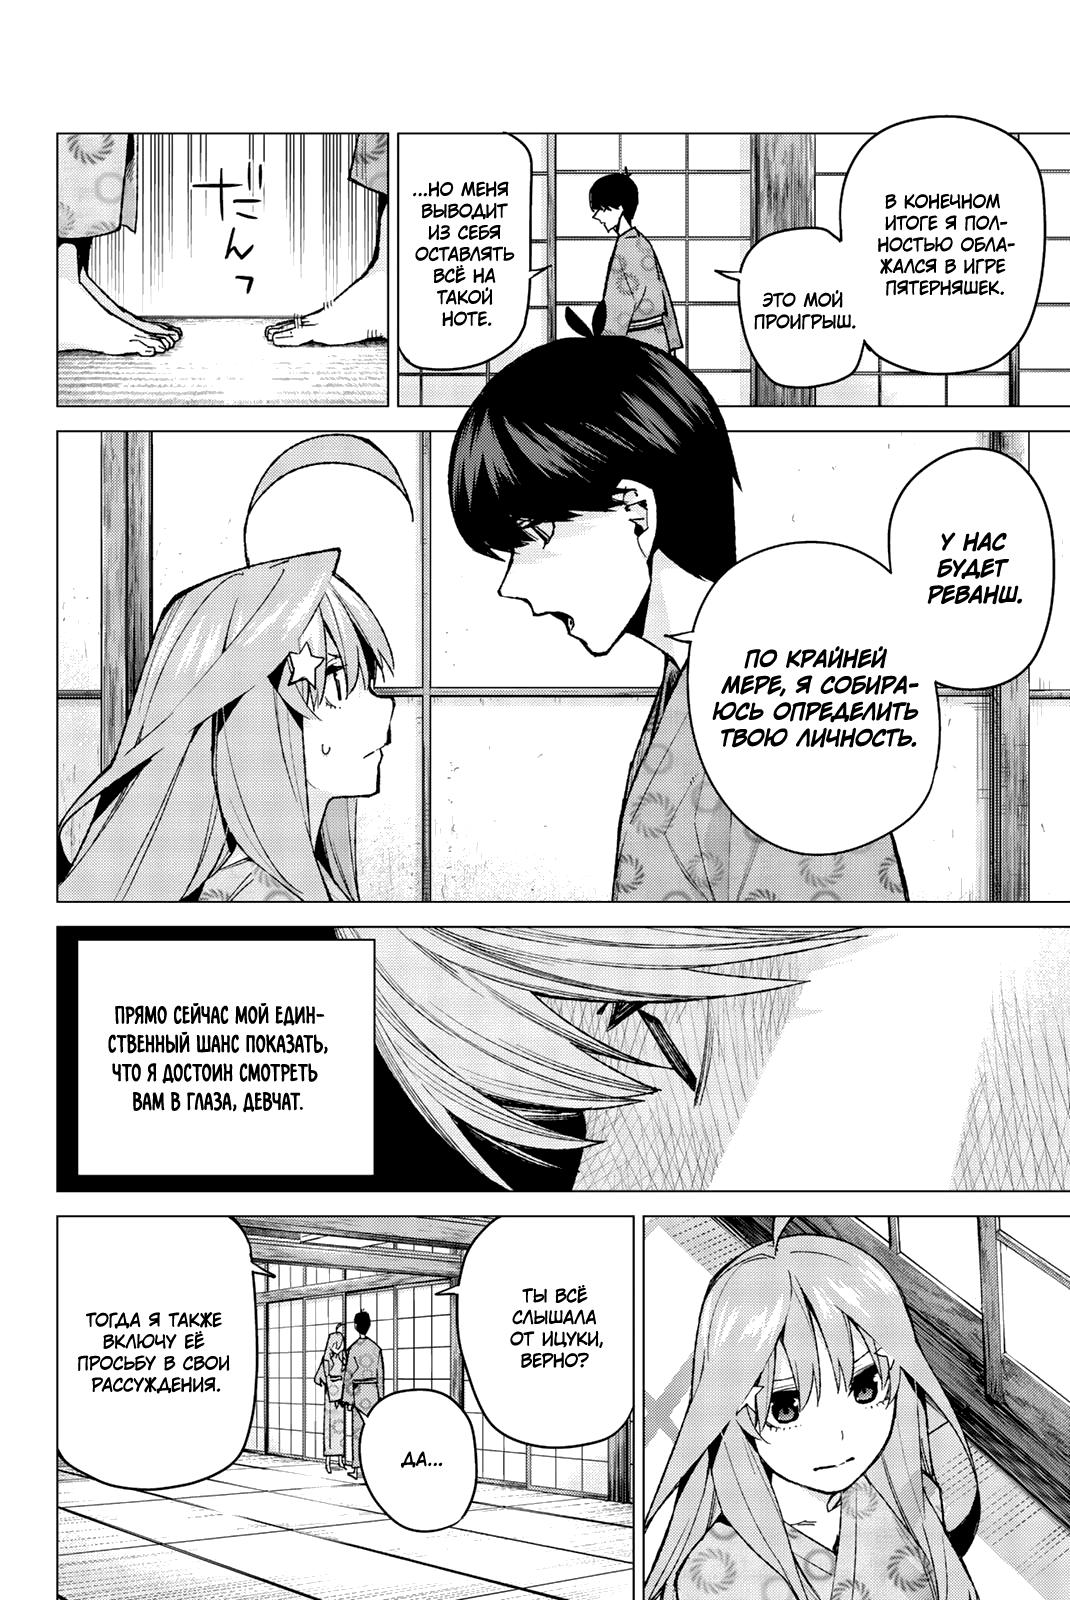 В КОНЕЧНОМ
ИТОГЕ Я ПОЛ-
НОСТЬЮ ОБЛА-
ЖАЛСЯ В ИГРЕ
ПЯТЕРНЯШЕК.
ЭТО МОЙ
ПРОИГРЫШ.
...НО МЕНЯ
ВЫВОДИТ
ИЗ СЕБЯ
ОСТАВЛЯТЬ
ВСЁ НА
ТАКОЙ
НОТЕ.
だんっ
У НАС
БУДЕТ
РЕВАНШ.
ПО КРАЙНЕЙ
МЕРЕ, Я СОБИРА-
ЮСЬ ОПРЕДЕЛИТЬ
ТВОЮ ЛИЧНОСТЬ.
ПРЯМО СЕЙЧАС МОЙ ЕДИН-
СТВЕННЫЙ ШАНС ПОКАЗАТЬ,
ЧТО Я ДОСТОИН СМОТРЕТЬ
ВАМ В ГЛАЗА, ДЕВЧАТ.
ТЫ ВСЁ
СЛЫШАЛА
ОТ ИЦУКИ,
ВЕРНО?
ДА...
ТОГДА Я ТАКЖЕ
ВКЛЮЧУ ЕЁ
ПРОСЬБУ В СВОИ
РАССУЖДЕНИЯ.